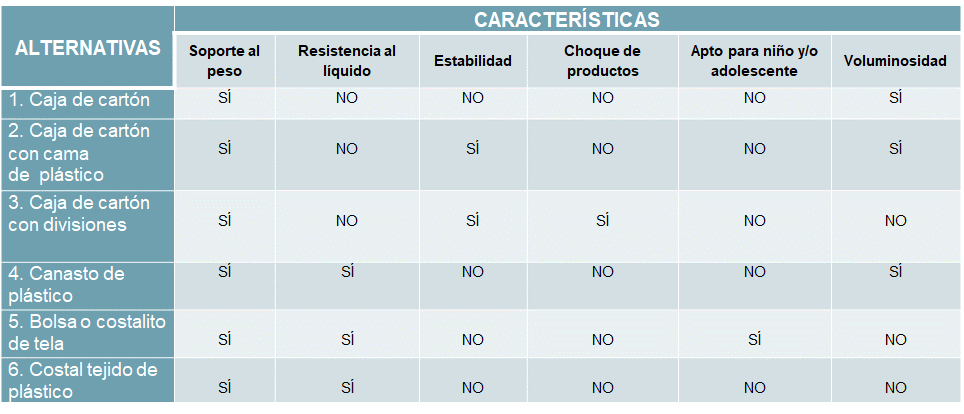 CARACTERÍSTICAS
ALTERNATIVAS
Soporte al
peso
Resistencia al
líquido
Estabilidad
Choque de
productos
Apto para niño y/o
adolescente
Voluminosidad
1. Caja de cartón
SÍ NO NO NO NO SÍ
2. Caja de cartón
con cama
de plástico
SÍ NO SÍ NO NO SÍ
3. Caja de cartón
con divisiones
SÍ NO SÍ SÍ NO NO
4. Canasto de
plástico
SÍ SÍ NO NO NO SÍ
5. Bolsa o costalito
de tela
SÍ SÍ NO NO SÍ NO
6. Costal tejido de
plástico
SÍ SÍ NO NO NO NO